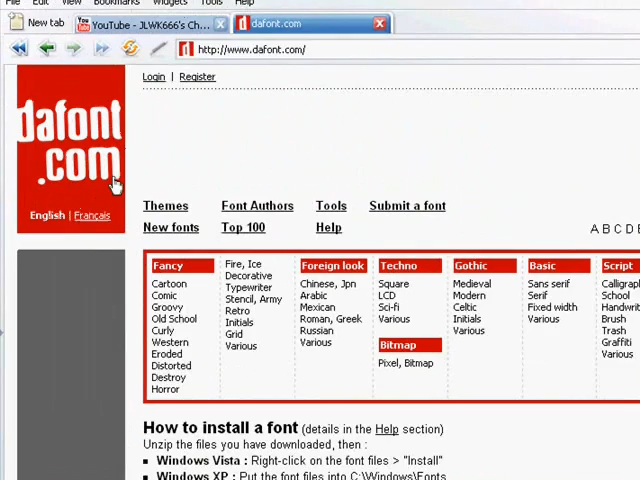 File Edit View Bookmarks Widgets Tools Help
New tab YouTube - JLWK666's Ch... dafont.com
http://www.dafont.com/
Login | Register
dafont
.com
English | Français
Themes Font Authors Tools Submit a font
New fonts Top 100 Help A B C D E
Fancy Foreign look Techno Gothic Basic Script
Cartoon Fire, Ice Chinese, Jpn Square Medieval Sans serif
Comic Decorative Arabic LCD Modern Serif School
Groovy Typewriter Mexican Sci-fi Celtic Fixed width
Old School Stencil, Army Roman, Greek Various Initials Various Brush
Curly Retro Russian Various Trash
Western Initials Various Bitmap Graffiti
Eroded Grid Pixel, Bitmap Various
Distorted Various
Destroy
Horror
How to install a font (details in the Help section)
Unzip the files you have downloaded, then :
Windows Vista : Right-click on the font files > "Install"
Windows XP : Put the font files into C:\Windows\Fonts